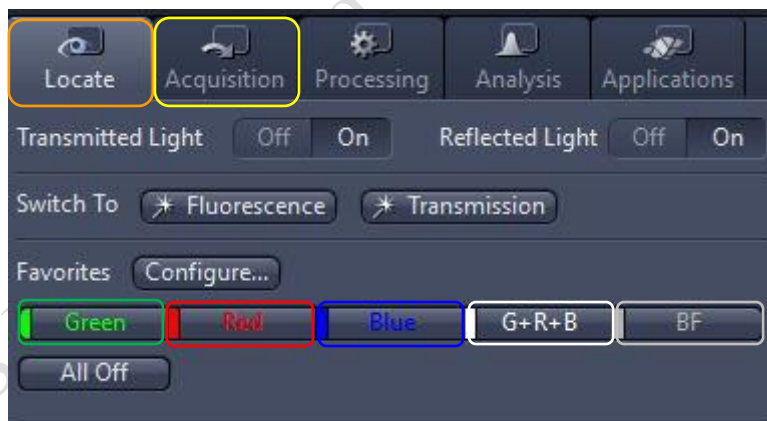 Locate Acquisition Processing Analysis Applications
Transmitted Light Off On Reflected Light Off On
Switch To Fluorescence Transmission
Favorites Configure...
Green Red Blue G+R+B BF
All Off